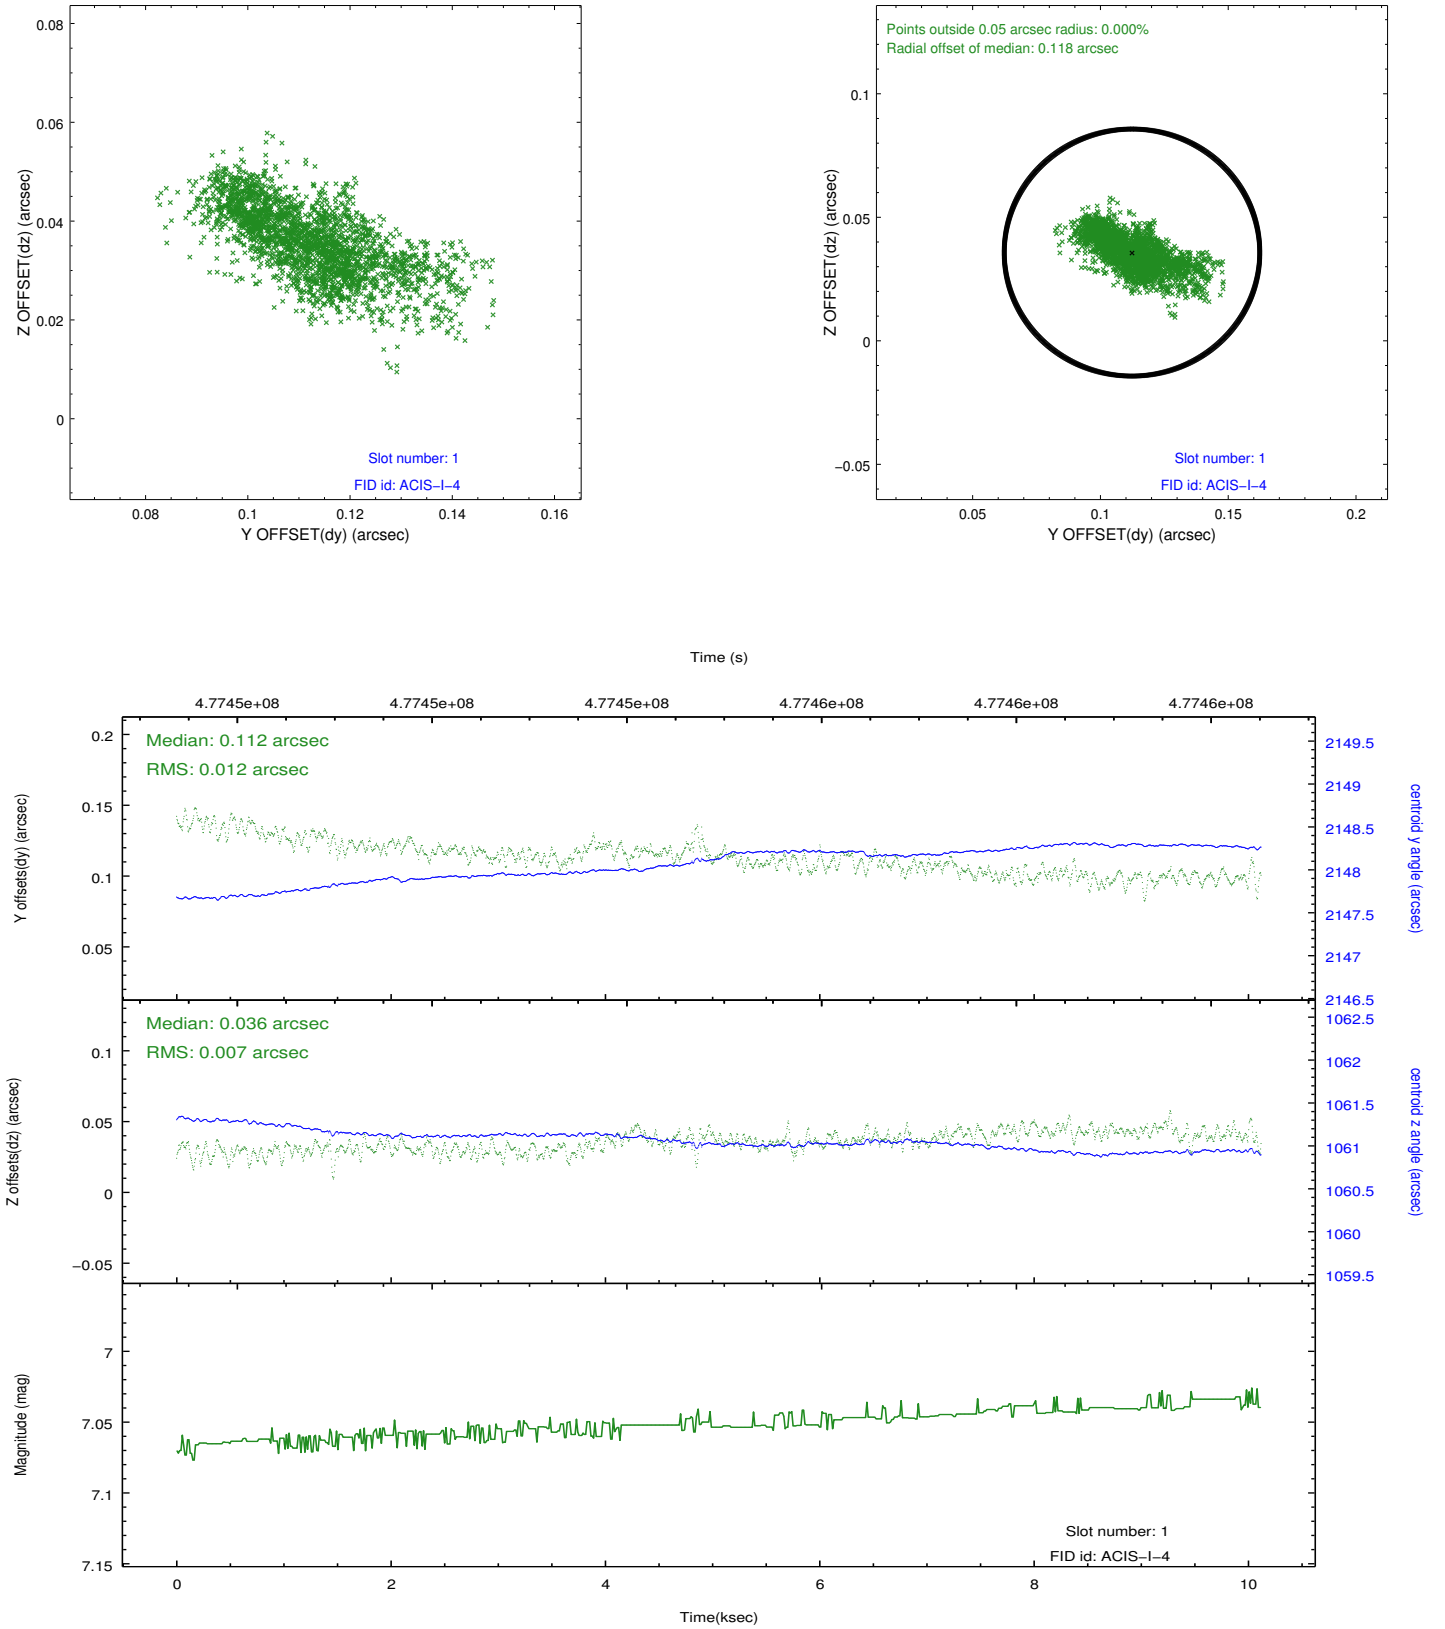 0.08
0.06
0.04
0.02
0
Z OFFSET(dz) (arcsec)
Slot number: 1
FID id: ACIS−I−4
0.08 0.1 0.12 0.14 0.16
Y OFFSET(dy) (arcsec)
Points outside 0.05 arcsec radius: 0.000%
Radial offset of median: 0.118 arcsec
0.1
0.05
0
−0.05
Z OFFSET(dz) (arcsec)
Slot number: 1
FID id: ACIS−I−4
0.05 0.1 0.15 0.2
Y OFFSET(dy) (arcsec)
Time (s)
4.7745e+08 4.7745e+08 4.7745e+08 4.7746e+08 4.7746e+08 4.7746e+08
Median: 0.112 arcsec
RMS: 0.012 arcsec
0.2
0.15
0.1
0.05
Y offsets(dy) (arcsec)
2149.5
2149
2148.5
2148
2147.5
2147
2146.5
centroid y angle (arcsec)
Median: 0.036 arcsec
RMS: 0.007 arcsec
0.1
0.05
0
−0.05
Z offsets(dz) (arcsec)
1062.5
1062
1061.5
1061
1060.5
1060
1059.5
centroid z angle (arcsec)
7
7.05
7.1
7.15
Magnitude (mag)
Slot number: 1
FID id: ACIS−I−4
0 2 4 6 8 10
Time(ksec)